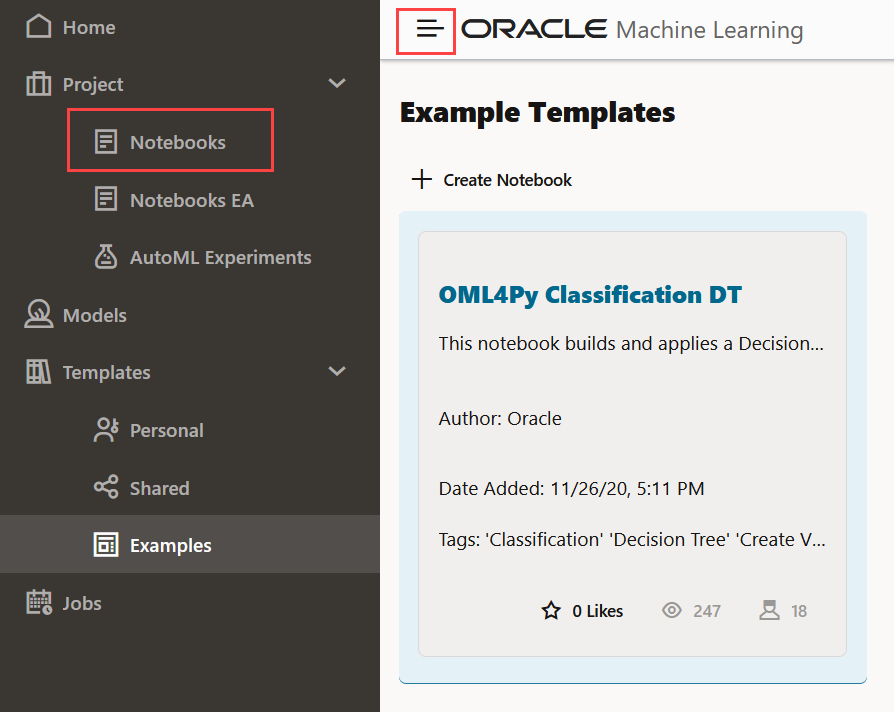 Home
Project
Notebooks
Notebooks EA
AutoML Experiments
Models
Templates
Personal
Shared
Examples
Jobs
ORACLE Machine Learning
Example Templates
Create Notebook
OML4Py Classification DT
This notebook builds and applies a Decision...
Author: Oracle
Date Added: 11/26/20, 5:11 PM
Tags: 'Classification' 'Decision Tree' 'Create V...
0 Likes 247 18